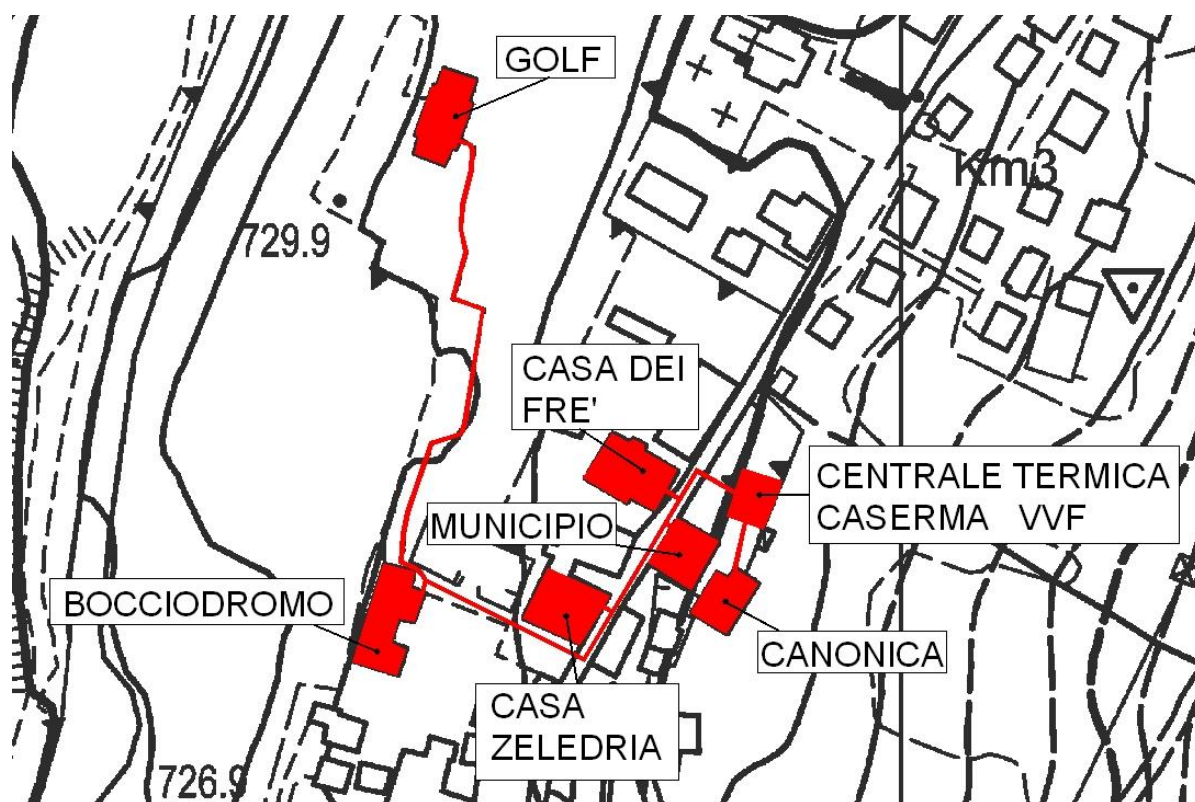 GOLF
Km3
729.9
CASA DEI
FRE'
CENTRALE TERMICA
CASERMA VVF
MUNICIPIO
BOCCIODROMO
CANONICA
CASA
ZELEDRIA
726.9